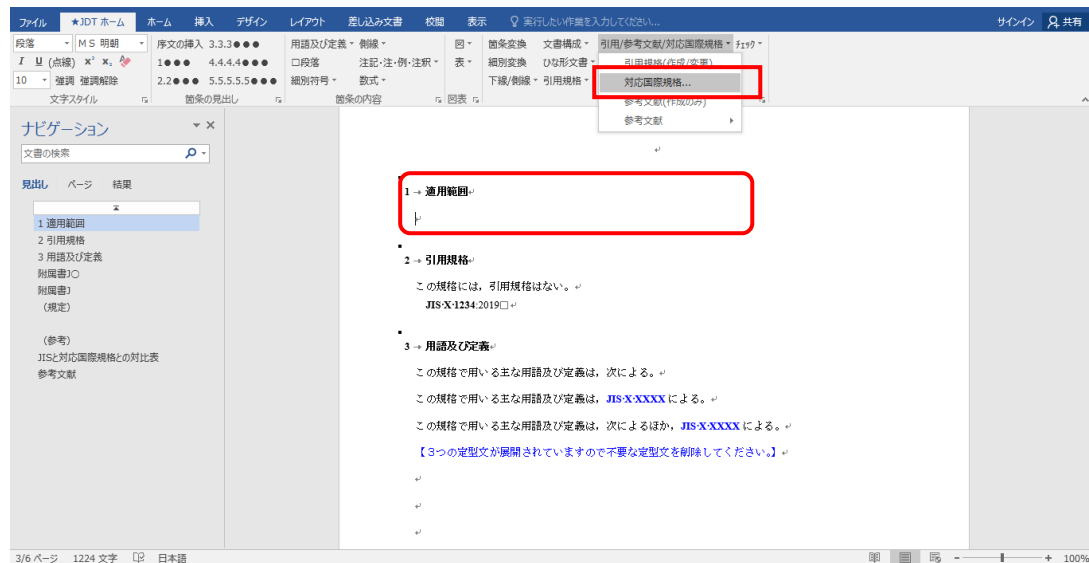 ファイル ★JDT ホーム ホーム 挿入 デザイン レイアウト 差し込み文書 校閲 表示 実行したい作業を入力してください... サインイン 共有
段落 MS 明朝 序文の挿入 3.3.3●●● 用語及び定義 側線 図 箇条変換 文書構成 引用/参考文献/対応国際規格 ﾁｪｯｸ
I U (点線) x² x₂ 1●●● 4.4.4.4●●● 口段落 注記･注･例･注釈 表 細別変換 ひな形文書 引用規格(作成/変更)
10 強調 強調解除 2.2●●● 5.5.5.5.5●●● 細別符号 数式 下線/側線 引用規格 対応国際規格...
文字スタイル 箇条の見出し 箇条の内容 図表 参考文献(作成のみ)
参考文献
ナビゲーション
文書の検索
見出し ページ 結果
1 適用範囲
2 引用規格
3 用語及び定義
附属書J○
附属書J
(規定)
(参考)
JISと対応国際規格との対比表
参考文献
1 → 適用範囲↵
↵
2 → 引用規格↵
この規格には，引用規格はない。↵
JIS·X·1234:2019□↵
3 → 用語及び定義↵
この規格で用いる主な用語及び定義は，次による。↵
この規格で用いる主な用語及び定義は，JIS·X·XXXX による。↵
この規格で用いる主な用語及び定義は，次によるほか，JIS·X·XXXX による。↵
【３つの定型文が展開されていますので不要な定型文を削除してください。】↵
↵
↵
↵
3/6 ページ 1224 文字 日本語 100%